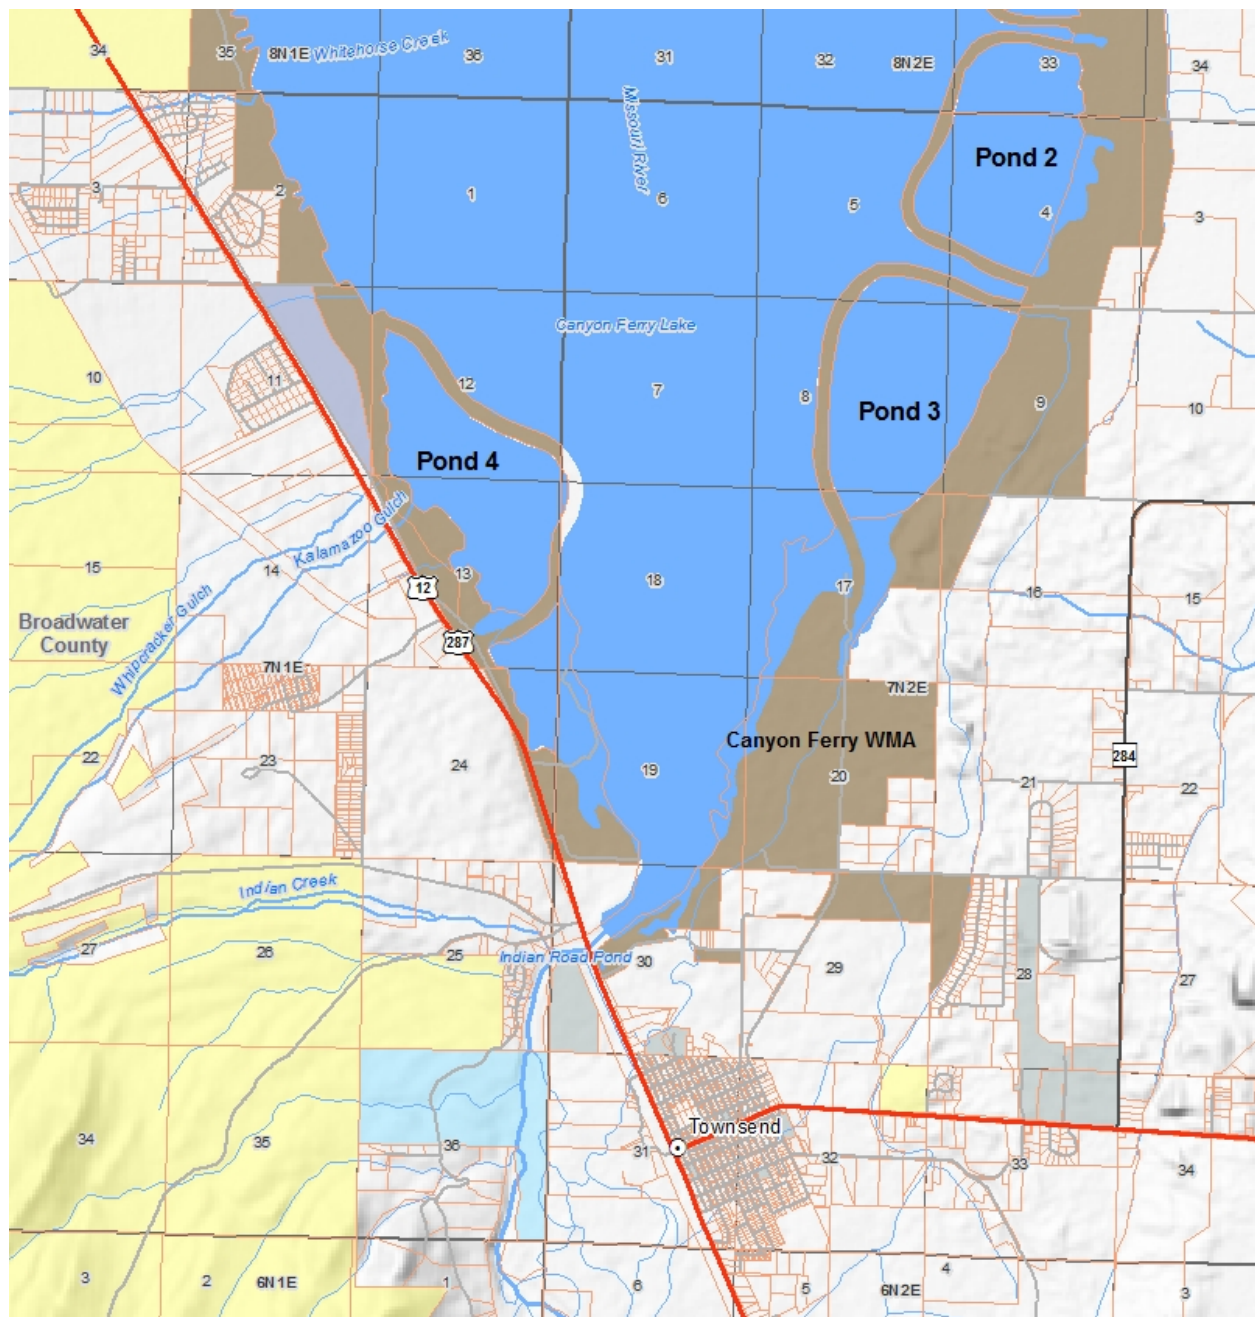 34
35
8N1E
Whitehorse Creek
36
31
32
8N2E
33
34
Missouri River
Pond 2
3
2
1
6
5
4
3
Canyon Ferry Lake
10
11
12
7
8
Pond 3
9
10
Pond 4
Kalamazoo Gulch
15
14
13
18
17
16
15
12
Whipcracker Gulch
Broadwater
County
287
7N1E
7N2E
Canyon Ferry WMA
22
23
24
19
20
21
284
22
Indian Creek
27
26
25
Indian Road Pond
30
29
28
27
34
35
36
31
Townsend
32
33
34
3
2
6N1E
1
6
5
6N2E
4
3